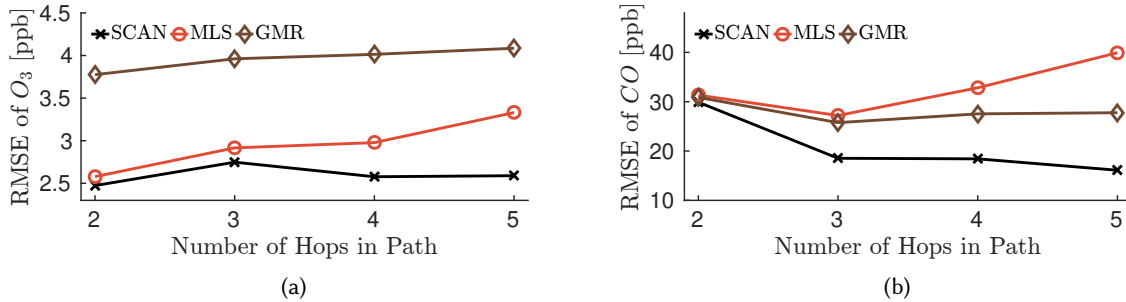 SCAN MLS GMR
RMSE of O3 [ppb]
4.5
4
3.5
3
2.5
2 3 4 5
Number of Hops in Path
(a)
SCAN MLS GMR
RMSE of CO [ppb]
40
30
20
10
2 3 4 5
Number of Hops in Path
(b)